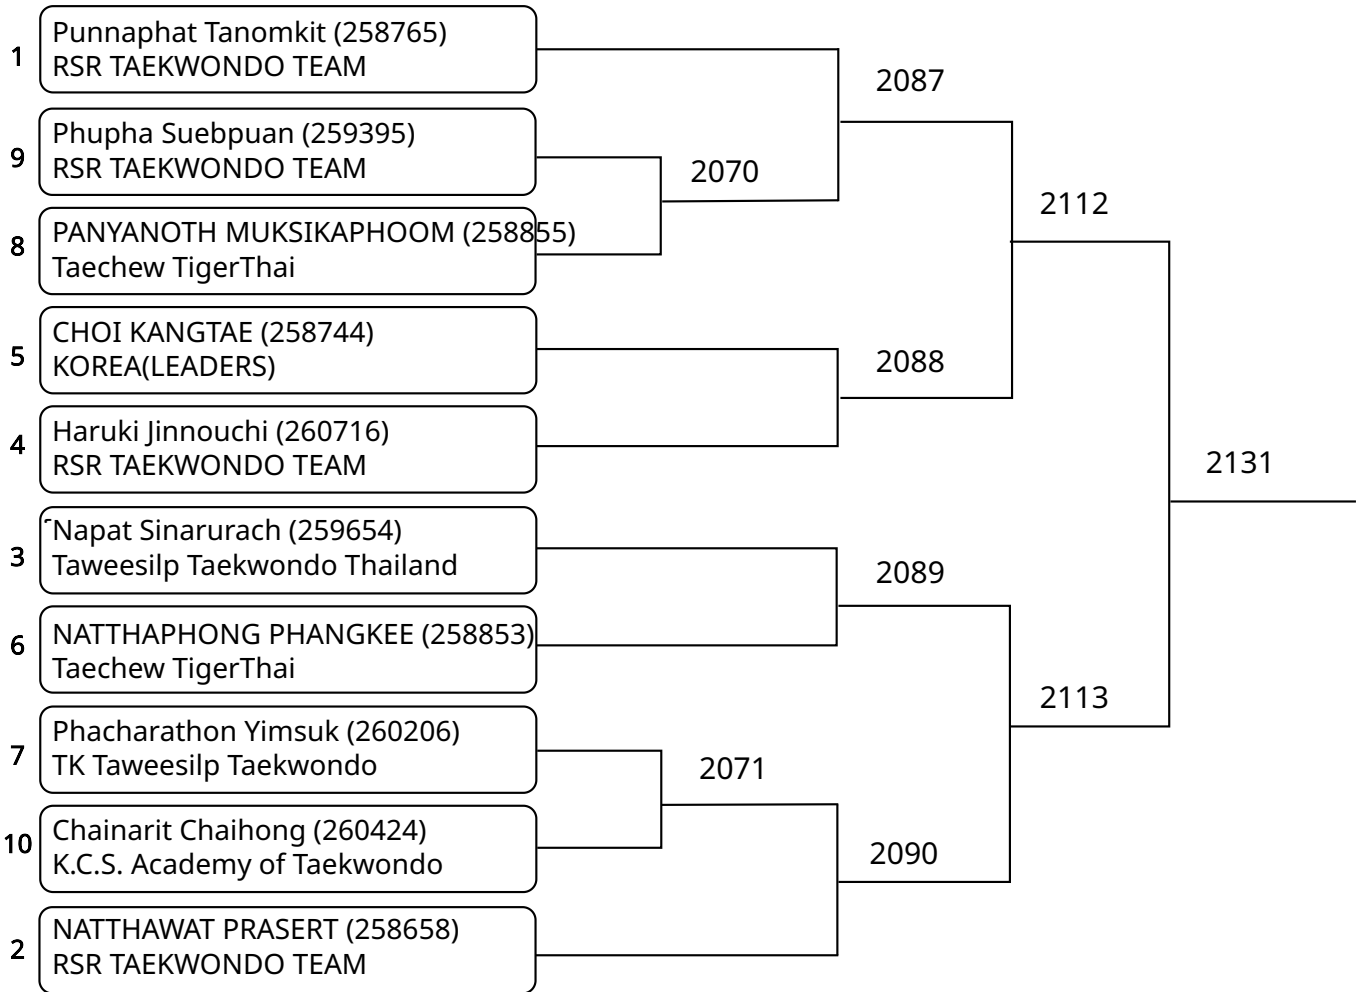 Punnaphat Tanomkit (258765)
1
RSR TAEKWONDO TEAM
2087
Phupha Suebpuan (259395)
9
RSR TAEKWONDO TEAM
2070
PANYANOTH MUKSIKAPHOOM (258855)
8
Taechew TigerThai
2112
CHOI KANGTAE (258744)
5
KOREA(LEADERS)
2088
Haruki Jinnouchi (260716)
4
RSR TAEKWONDO TEAM
2131
Napat Sinarurach (259654)
3
Taweesilp Taekwondo Thailand
2089
NATTHAPHONG PHANGKEE (258853)
6
Taechew TigerThai
2113
Phacharathon Yimsuk (260206)
7
TK Taweesilp Taekwondo
2071
Chainarit Chaihong (260424)
10
K.C.S. Academy of Taekwondo
2090
NATTHAWAT PRASERT (258658)
2
RSR TAEKWONDO TEAM